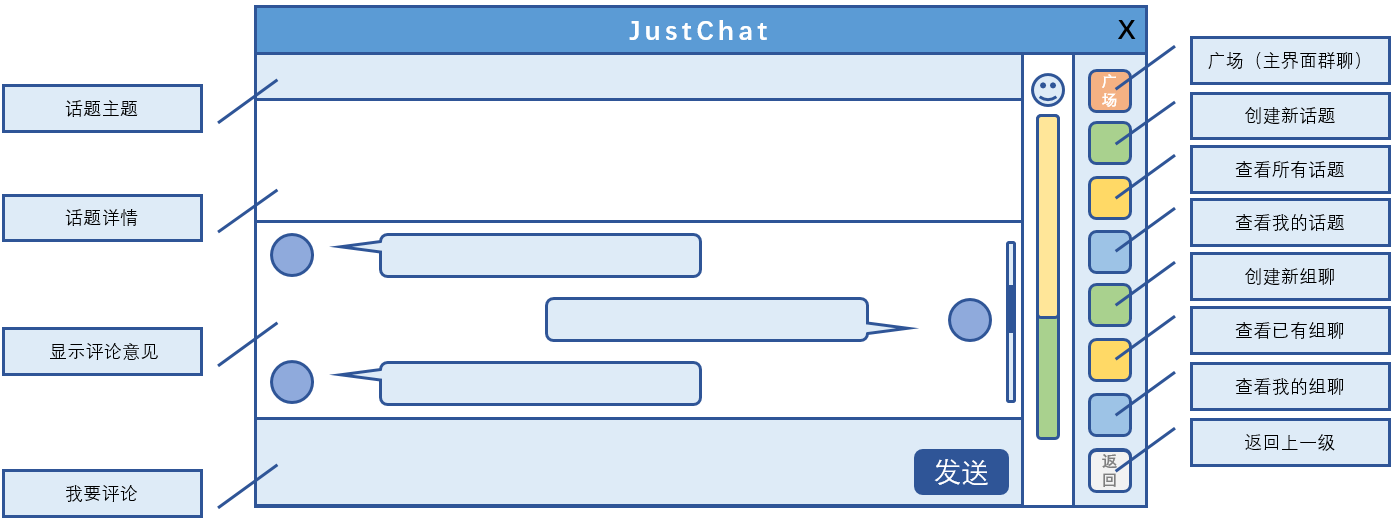 JustChat
X
话题主题
话题详情
显示评论意见
我要评论
发送
广
场
返
回
广场（主界面群聊）
创建新话题
查看所有话题
查看我的话题
创建新组聊
查看已有组聊
查看我的组聊
返回上一级